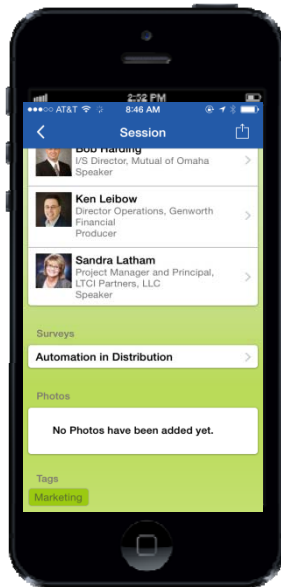 2:52 PM
AT&T 8:46 AM
Session
Bob Harding
I/S Director, Mutual of Omaha
Speaker
Ken Leibow
Director Operations, Genworth
Financial
Producer
Sandra Latham
Project Manager and Principal,
LTCI Partners, LLC
Speaker
Surveys
Automation in Distribution
Photos
No Photos have been added yet.
Tags
Marketing